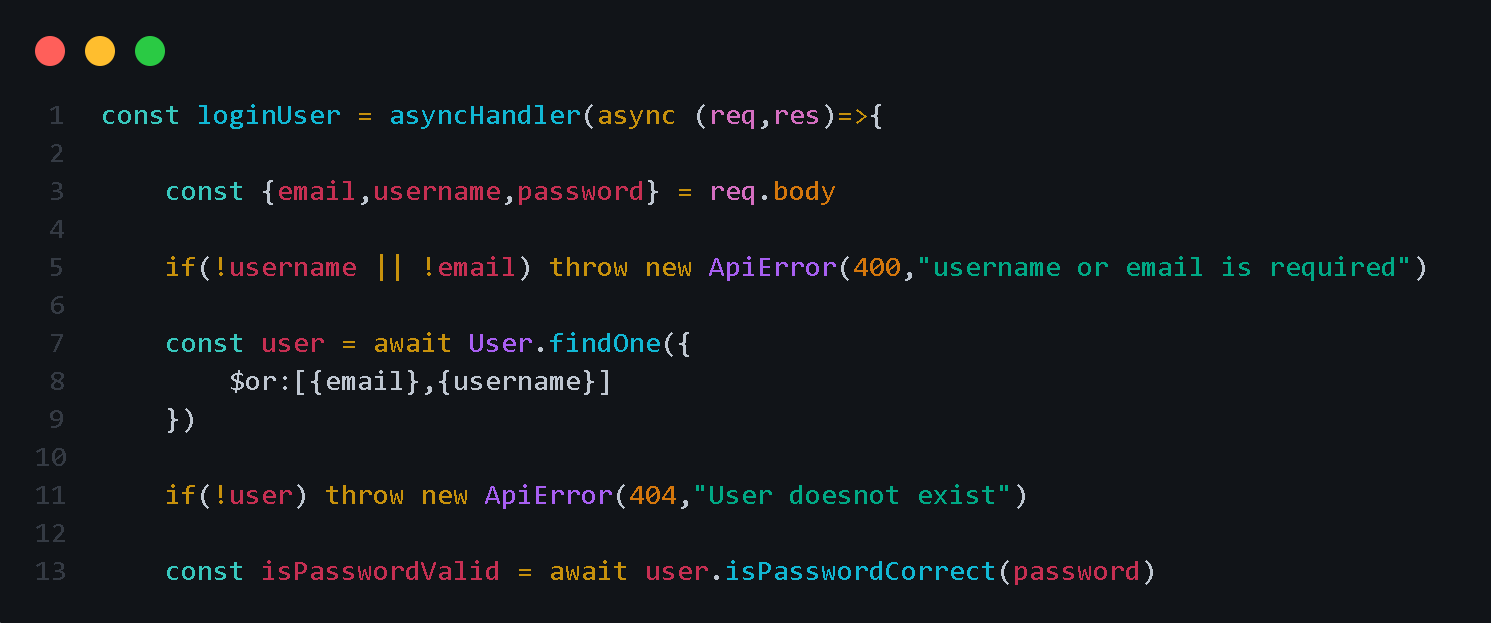 1 const loginUser = asyncHandler(async (req,res)=>{
2
3     const {email,username,password} = req.body
4
5     if(!username || !email) throw new ApiError(400,"username or email is required")
6
7     const user = await User.findOne({
8         $or:[{email},{username}]
9     })
10
11     if(!user) throw new ApiError(404,"User doesnot exist")
12
13     const isPasswordValid = await user.isPasswordCorrect(password)